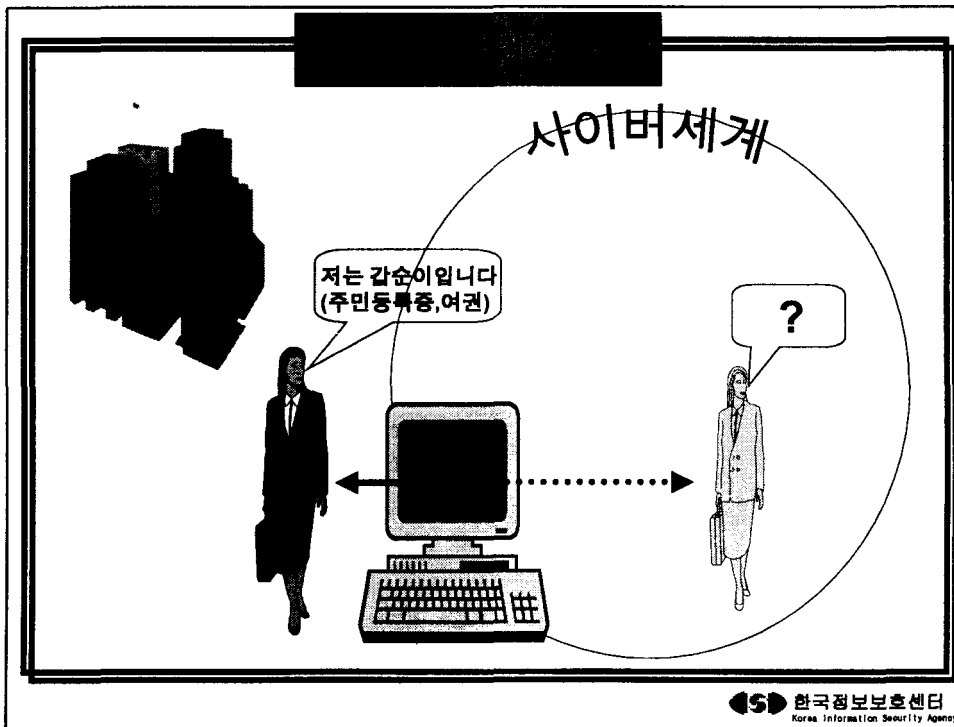 사이버세계
저는 갑순이입니다
(주민등록증,여권)
?
한국정보보호센터
Korea Information Security Agency